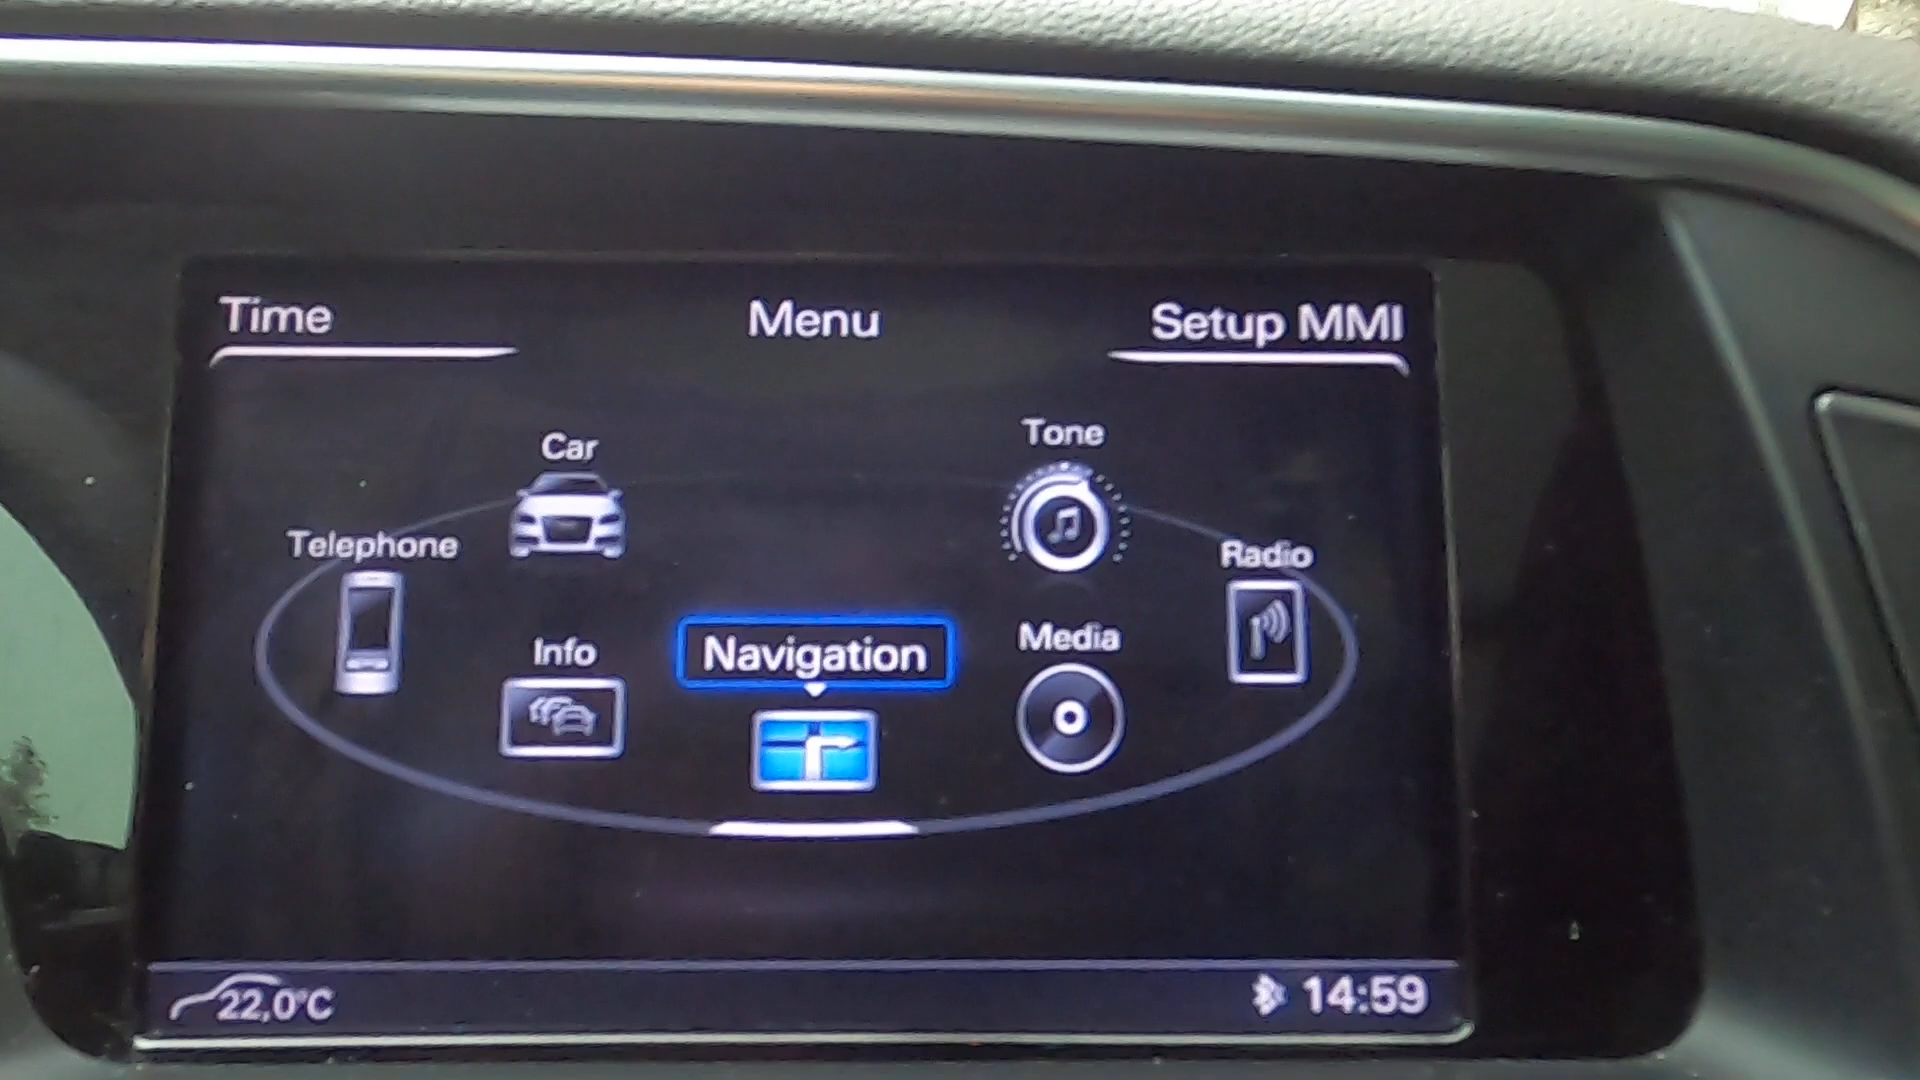 Time
Menu
Setup MMI
Car
Tone
Telephone
Radio
Info
Navigation
Media
22,0°C
14:59